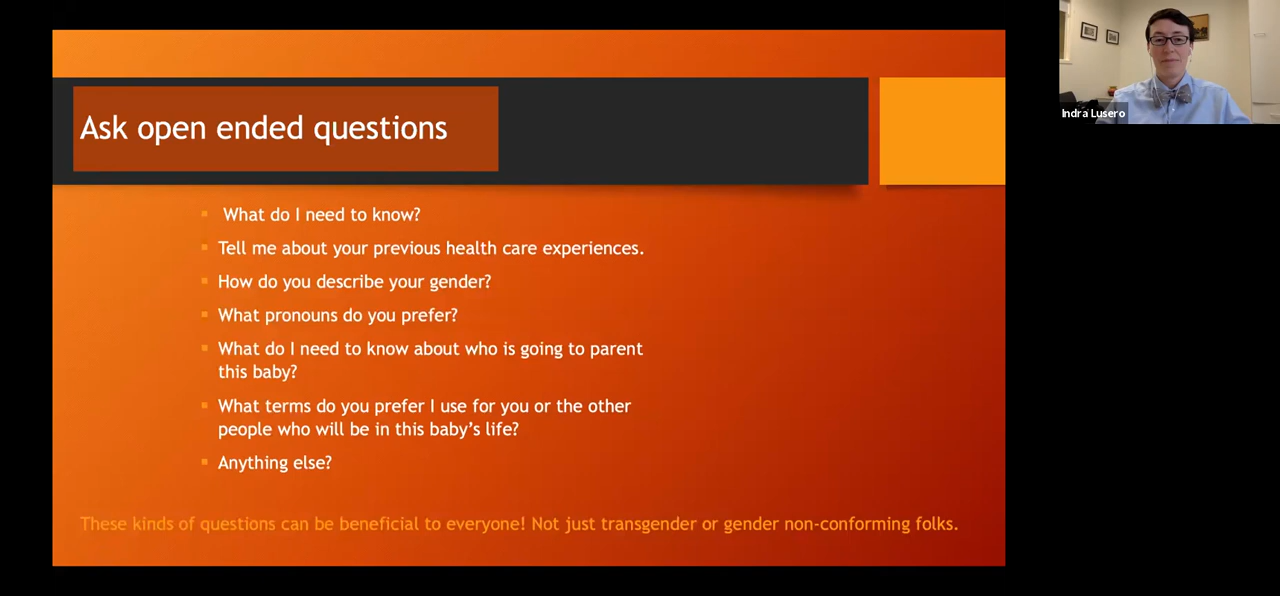 Ask open ended questions
What do I need to know?
Tell me about your previous health care experiences.
How do you describe your gender?
What pronouns do you prefer?
What do I need to know about who is going to parent
this baby?
What terms do you prefer I use for you or the other
people who will be in this baby's life?
Anything else?
These kinds of questions can be beneficial to everyone! Not just transgender or gender non-conforming folks.
Indra Lusero